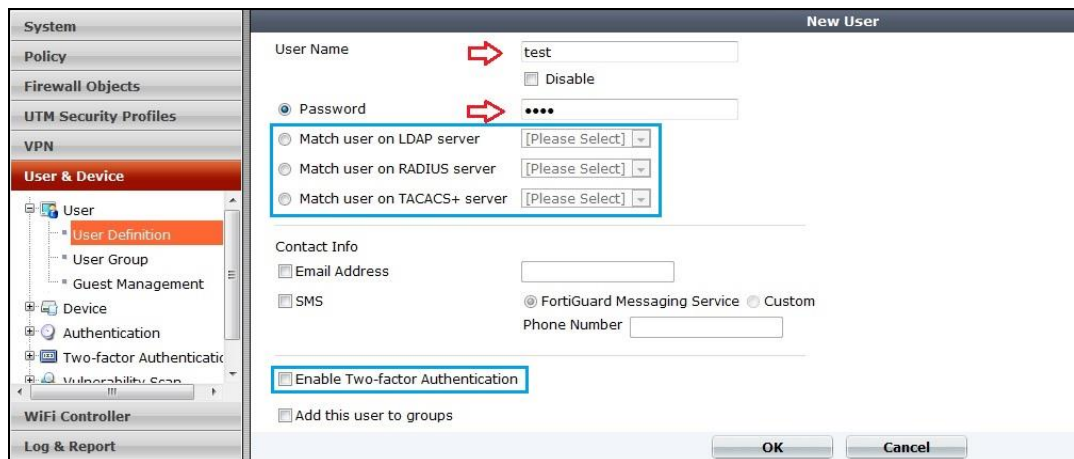 System
Policy
Firewall Objects
UTM Security Profiles
VPN
User & Device
User
User Definition
User Group
Guest Management
Device
Authentication
Two-factor Authenticatic
Vulnerability Scan
WiFi Controller
Log & Report
New User
User Name test
Disable
Password ••••
Match user on LDAP server [Please Select]
Match user on RADIUS server [Please Select]
Match user on TACACS+ server [Please Select]
Contact Info
Email Address
SMS FortiGuard Messaging Service Custom
Phone Number
Enable Two-factor Authentication
Add this user to groups
OK Cancel